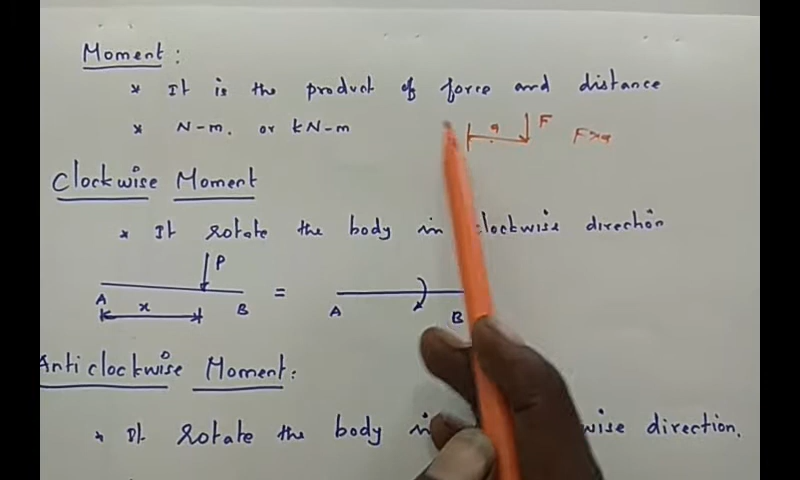 Moment:
* It is the product of force and distance
* N-m. or kN-m
a F F×a
Clockwise Moment
* It Rotate the body in clockwise direction
P
A x B = A B
Anticlockwise Moment:
* It Rotate the body in wise direction.